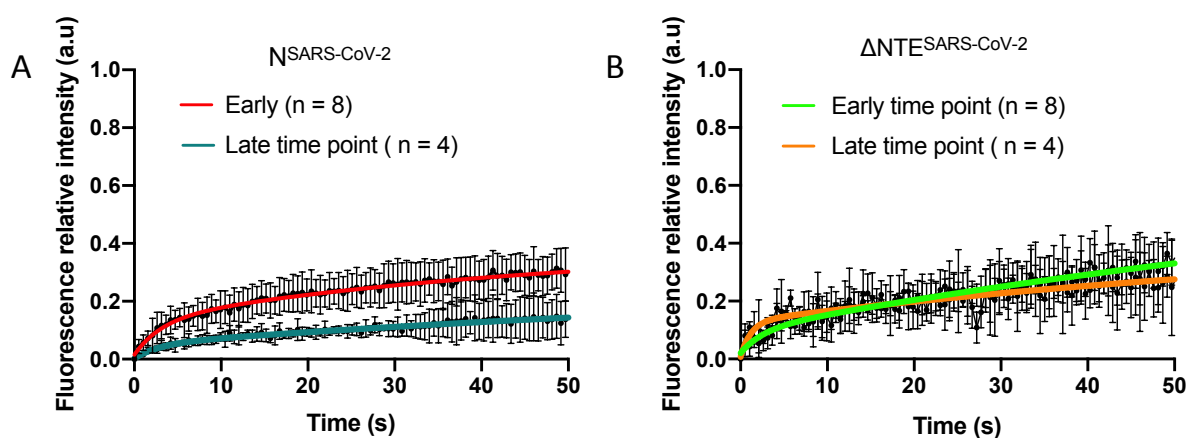 A
N^SARS-CoV-2
Fluorescence relative intensity (a.u)
1.0
0.8
0.6
0.4
0.2
0.0
Early (n = 8)
Late time point ( n = 4)
0 10 20 30 40 50
Time (s)
B
ΔNTE^SARS-CoV-2
Fluorescence relative intensity (a.u)
1.0
0.8
0.6
0.4
0.2
0.0
Early time point (n = 8)
Late time point ( n = 4)
0 10 20 30 40 50
Time (s)